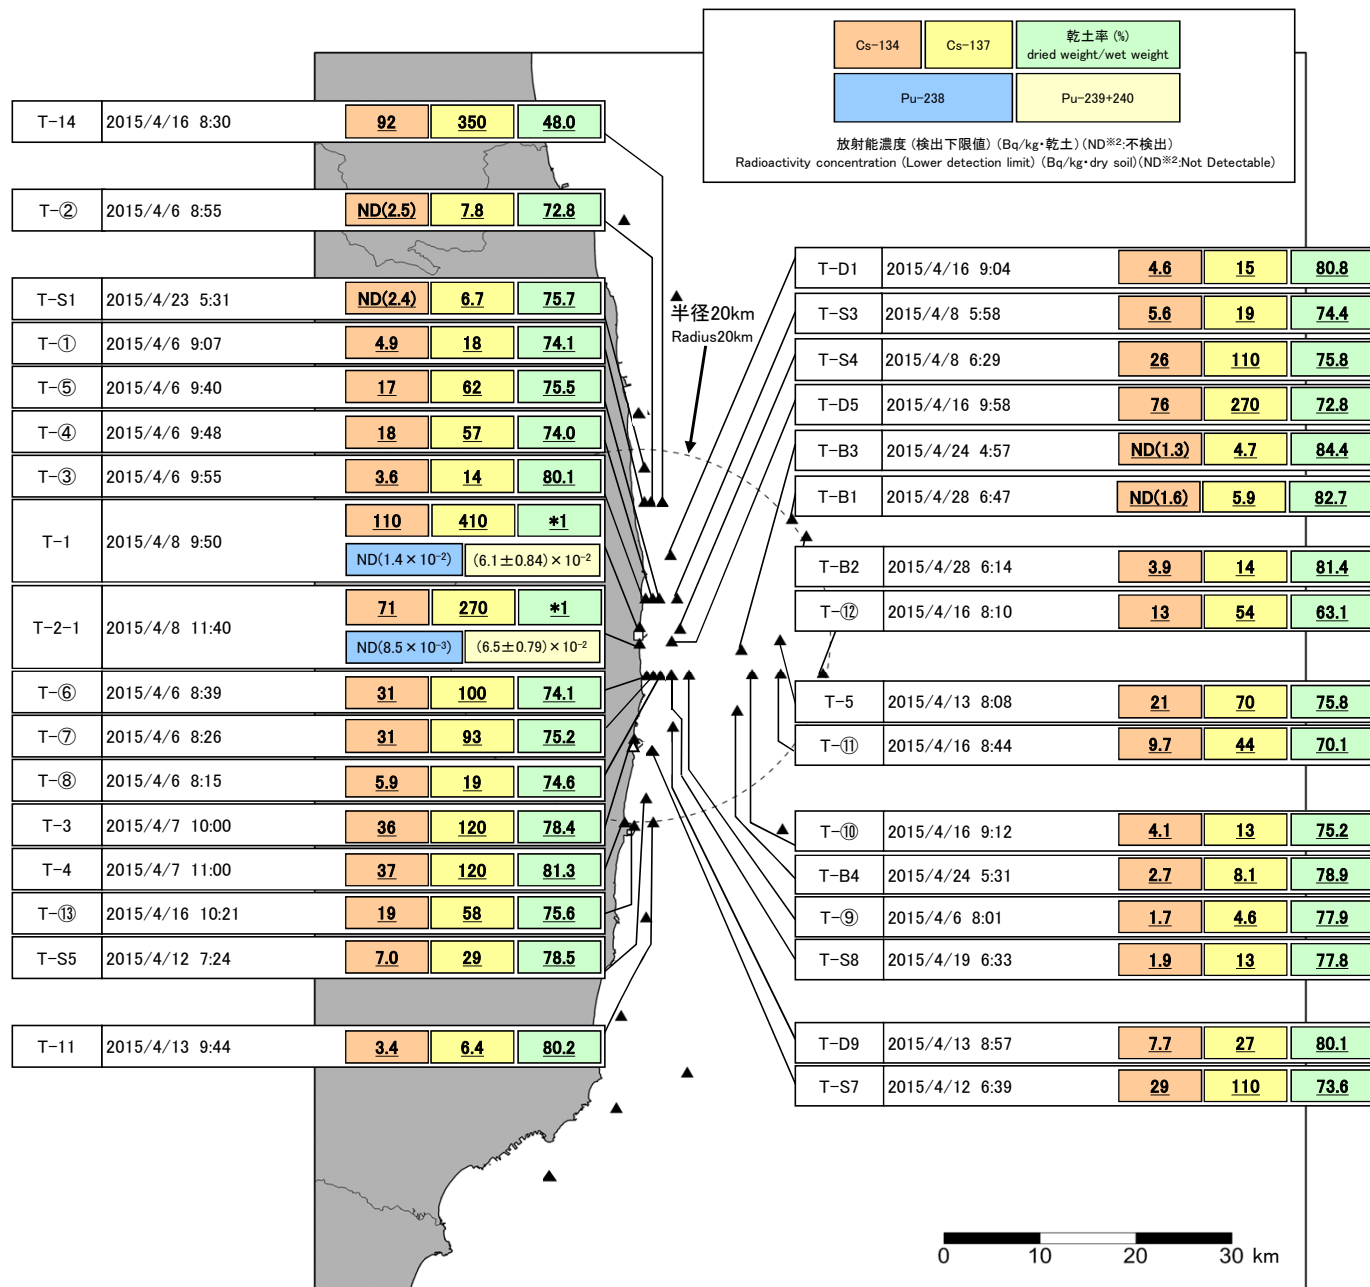 Cs-134 Cs-137 乾土率 (%)
dried weight/wet weight
Pu-238 Pu-239+240
放射能濃度 (検出下限値) (Bq/kg・乾土) (ND※2:不検出)
Radioactivity concentration (Lower detection limit) (Bq/kg・dry soil)(ND※2:Not Detectable)
T-14 2015/4/16 8:30 92 350 48.0
T-② 2015/4/6 8:55 ND(2.5) 7.8 72.8
T-S1 2015/4/23 5:31 ND(2.4) 6.7 75.7
T-① 2015/4/6 9:07 4.9 18 74.1
T-⑤ 2015/4/6 9:40 17 62 75.5
T-④ 2015/4/6 9:48 18 57 74.0
T-③ 2015/4/6 9:55 3.6 14 80.1
T-1 2015/4/8 9:50 110 410 *1
ND(1.4×10⁻²) (6.1±0.84)×10⁻²
T-2-1 2015/4/8 11:40 71 270 *1
ND(8.5×10⁻³) (6.5±0.79)×10⁻²
T-⑥ 2015/4/6 8:39 31 100 74.1
T-⑦ 2015/4/6 8:26 31 93 75.2
T-⑧ 2015/4/6 8:15 5.9 19 74.6
T-3 2015/4/7 10:00 36 120 78.4
T-4 2015/4/7 11:00 37 120 81.3
T-⑬ 2015/4/16 10:21 19 58 75.6
T-S5 2015/4/12 7:24 7.0 29 78.5
T-11 2015/4/13 9:44 3.4 6.4 80.2
半径20km
Radius20km
T-D1 2015/4/16 9:04 4.6 15 80.8
T-S3 2015/4/8 5:58 5.6 19 74.4
T-S4 2015/4/8 6:29 26 110 75.8
T-D5 2015/4/16 9:58 76 270 72.8
T-B3 2015/4/24 4:57 ND(1.3) 4.7 84.4
T-B1 2015/4/28 6:47 ND(1.6) 5.9 82.7
T-B2 2015/4/28 6:14 3.9 14 81.4
T-⑫ 2015/4/16 8:10 13 54 63.1
T-5 2015/4/13 8:08 21 70 75.8
T-⑪ 2015/4/16 8:44 9.7 44 70.1
T-⑩ 2015/4/16 9:12 4.1 13 75.2
T-B4 2015/4/24 5:31 2.7 8.1 78.9
T-⑨ 2015/4/6 8:01 1.7 4.6 77.9
T-S8 2015/4/19 6:33 1.9 13 77.8
T-D9 2015/4/13 8:57 7.7 27 80.1
T-S7 2015/4/12 6:39 29 110 73.6
0 10 20 30 km